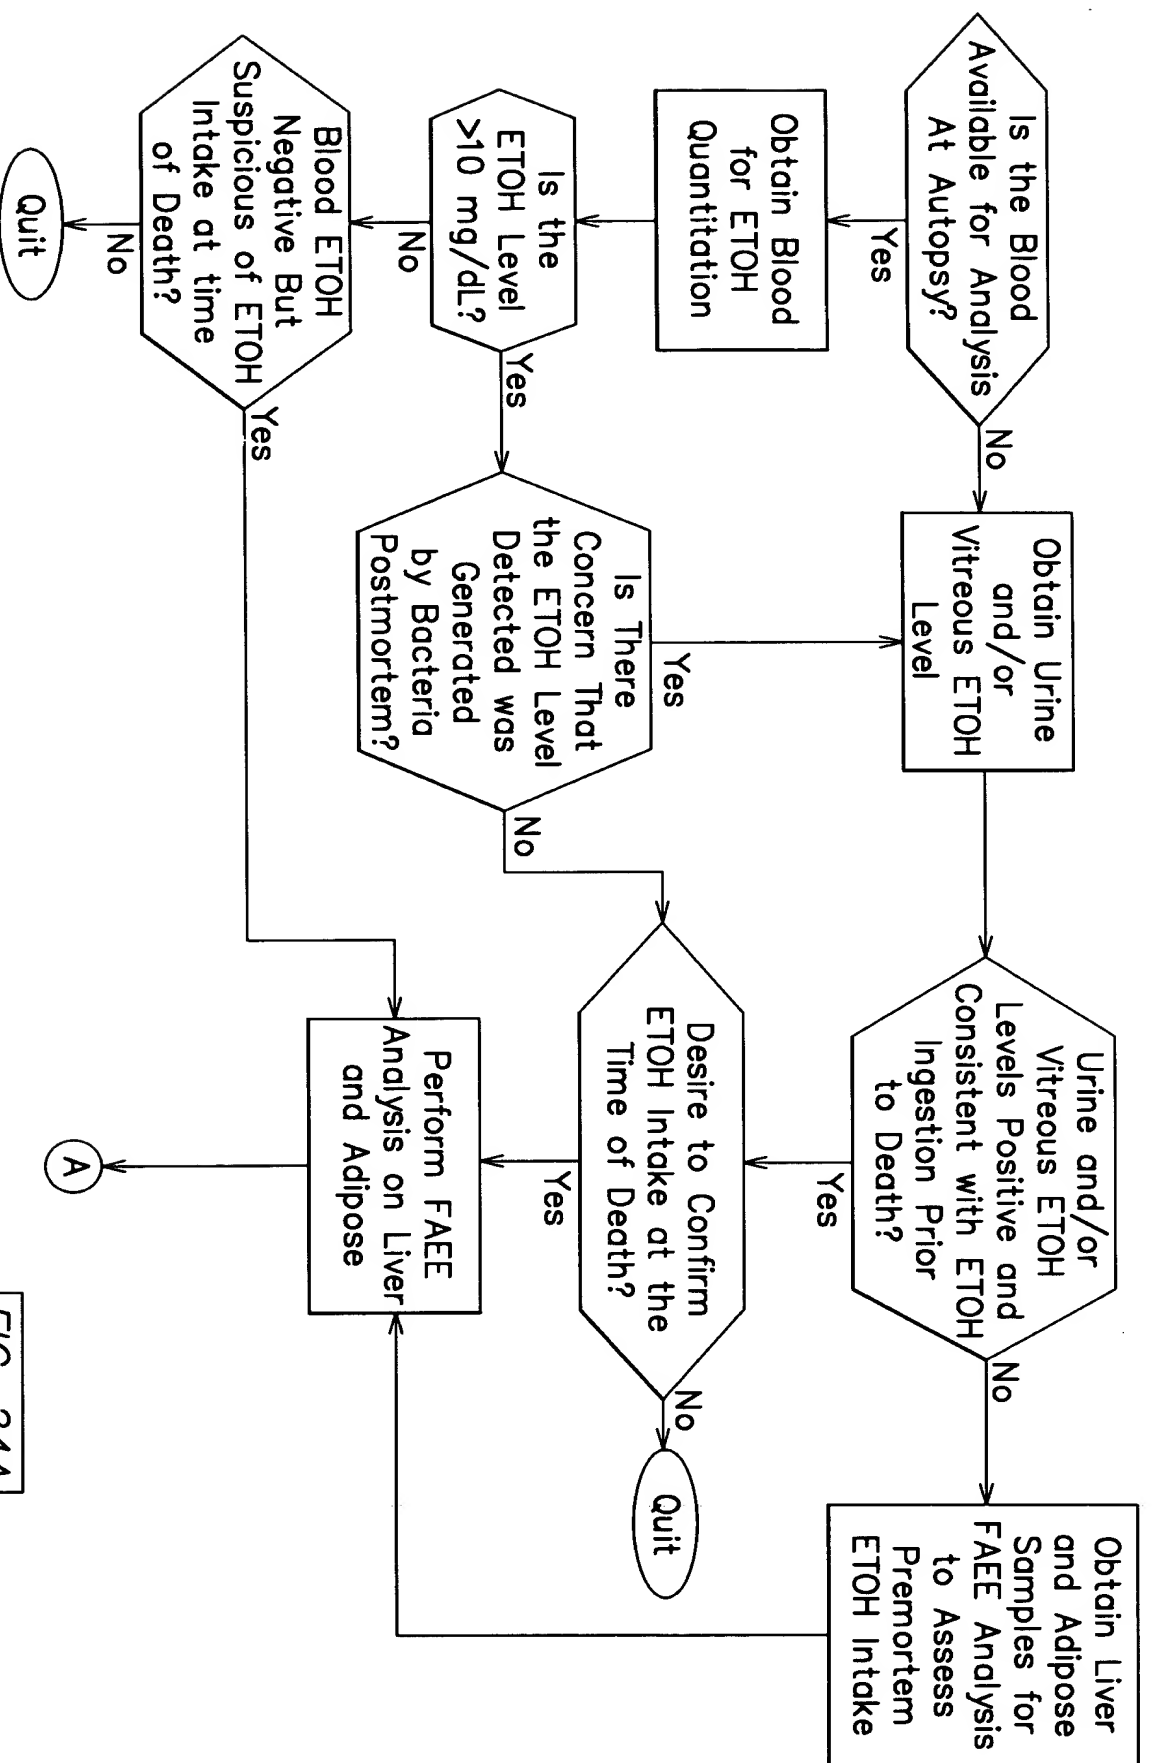 Is the Blood
Available for Analysis
At Autopsy?
No
Yes
Obtain Urine
and/or
Vitreous ETOH
Level
Urine and/or
Vitreous ETOH
Levels Positive and
Consistent with ETOH
Ingestion Prior
to Death?
No
Yes
Obtain Liver
and Adipose
Samples for
FAEE Analysis
to Assess
Premortem
ETOH Intake
Obtain Blood
for ETOH
Quantitation
Is the
ETOH Level
>10 mg/dL?
Yes
No
Is There
Concern That
the ETOH Level
Detected was
Generated
by Bacteria
Postmortem?
Yes
No
Desire to Confirm
ETOH Intake at the
Time of Death?
No
Quit
Yes
Blood ETOH
Negative But
Suspicious of ETOH
Intake at time
of Death?
Yes
No
Quit
Perform FAEE
Analysis on Liver
and Adipose
A
FIG. 24A